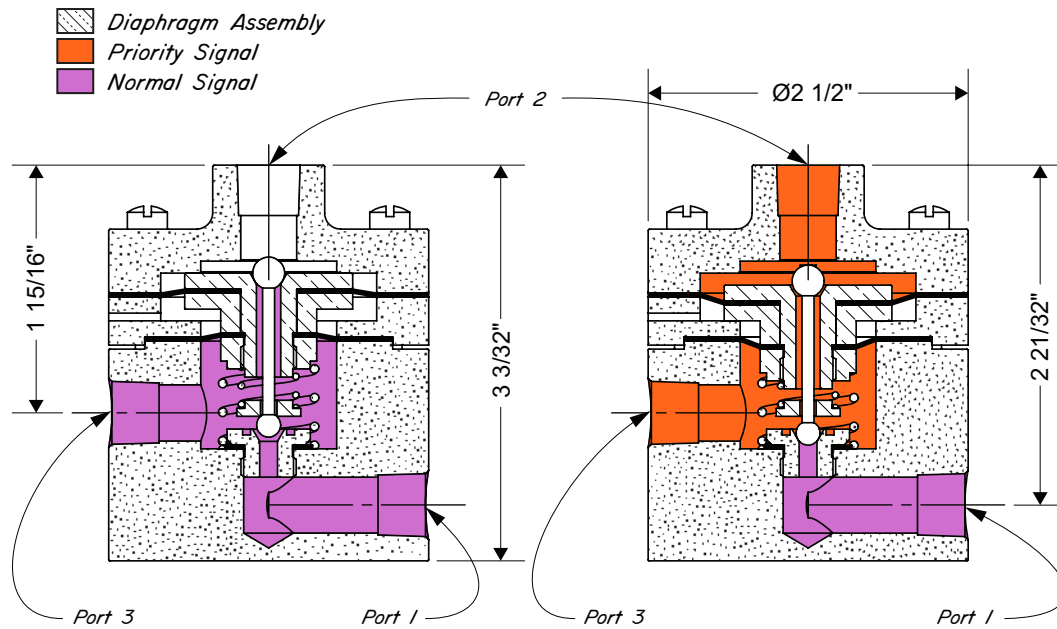 Diaphragm Assembly
Priority Signal
Normal Signal
Port 2
Ø2 1/2"
1 15/16"
3 3/32"
2 21/32"
Port 3
Port 1
Port 3
Port 1